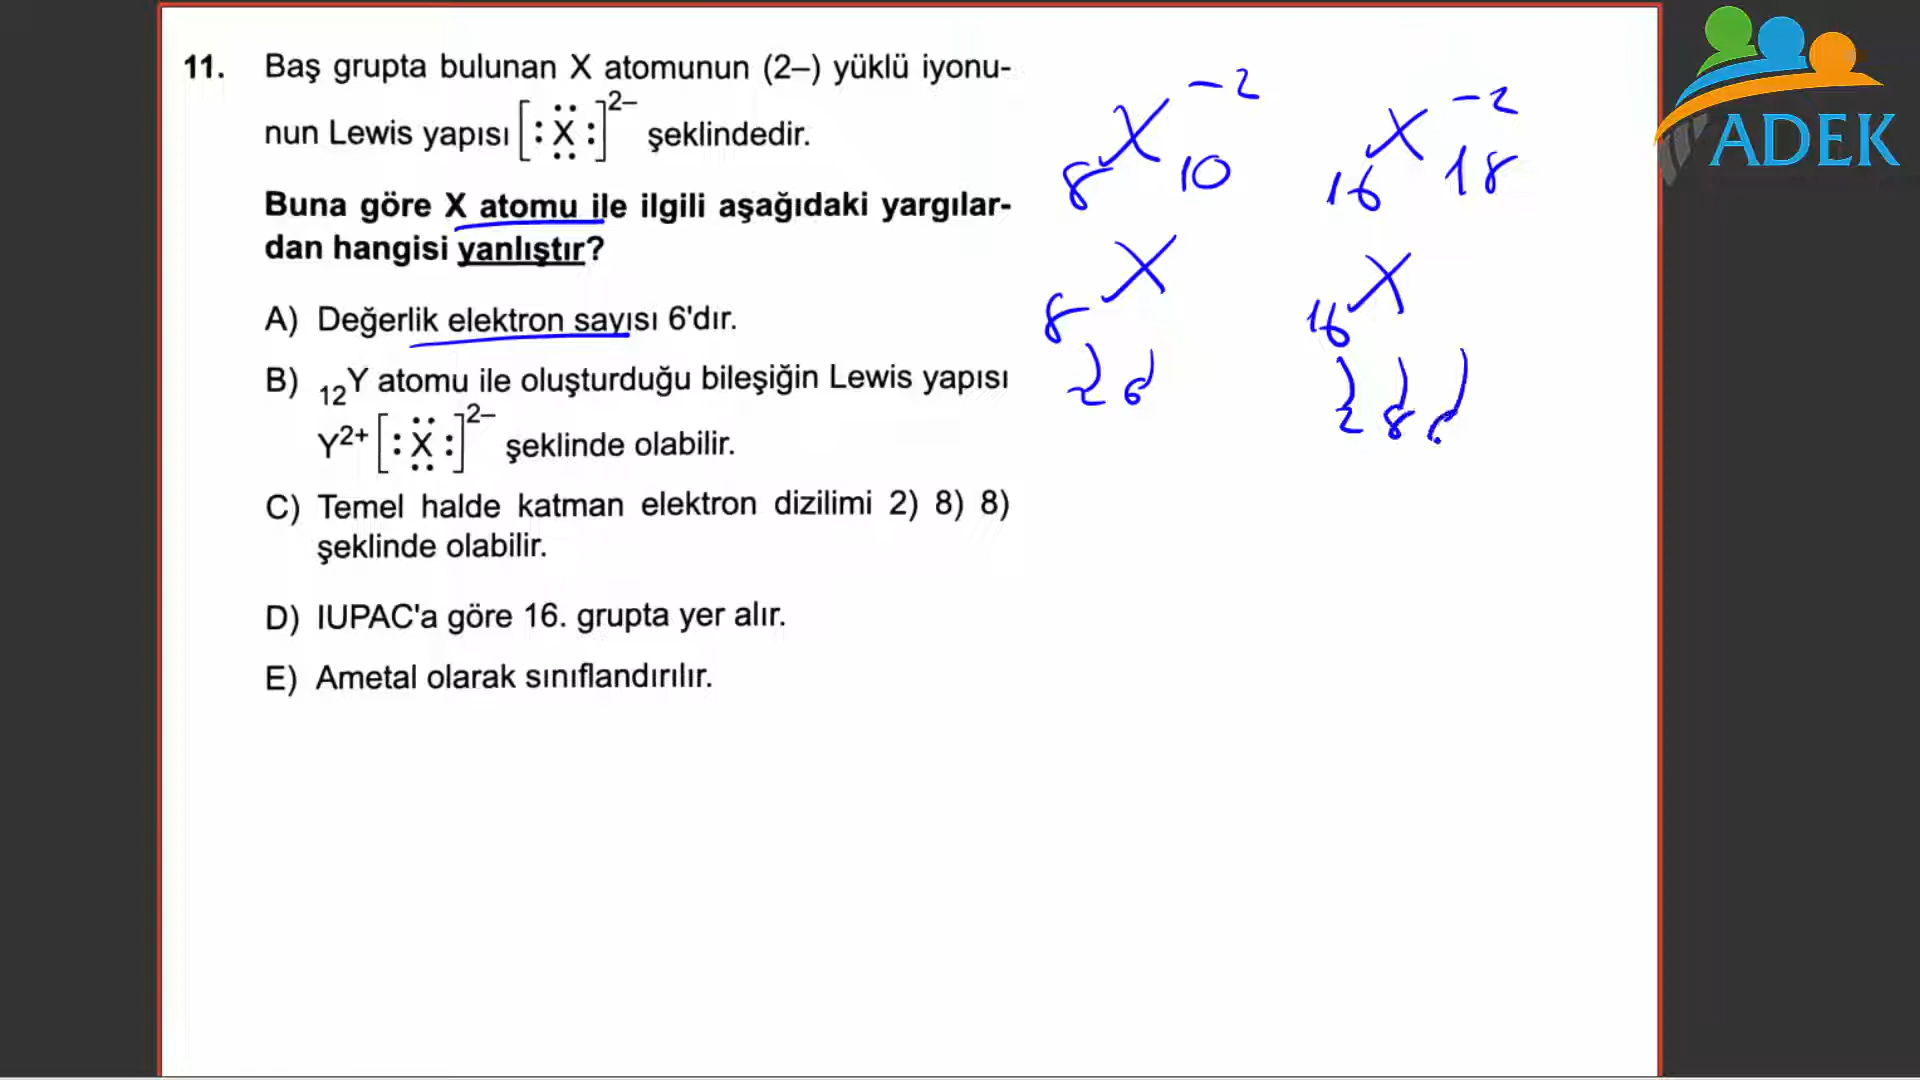 11. Baş grupta bulunan X atomunun (2–) yüklü iyonu-
nun Lewis yapısı [:Ẍ:]2– şeklindedir.
Buna göre X atomu ile ilgili aşağıdaki yargılar-
dan hangisi yanlıştır?
A) Değerlik elektron sayısı 6'dır.
B) 12Y atomu ile oluşturduğu bileşiğin Lewis yapısı
Y2+ [:Ẍ:]2– şeklinde olabilir.
C) Temel halde katman elektron dizilimi 2) 8) 8)
şeklinde olabilir.
D) IUPAC'a göre 16. grupta yer alır.
E) Ametal olarak sınıflandırılır.
8X-2 10
16X-2 18
8X
16X
2) 6)
2) 8) 6)
ADEK